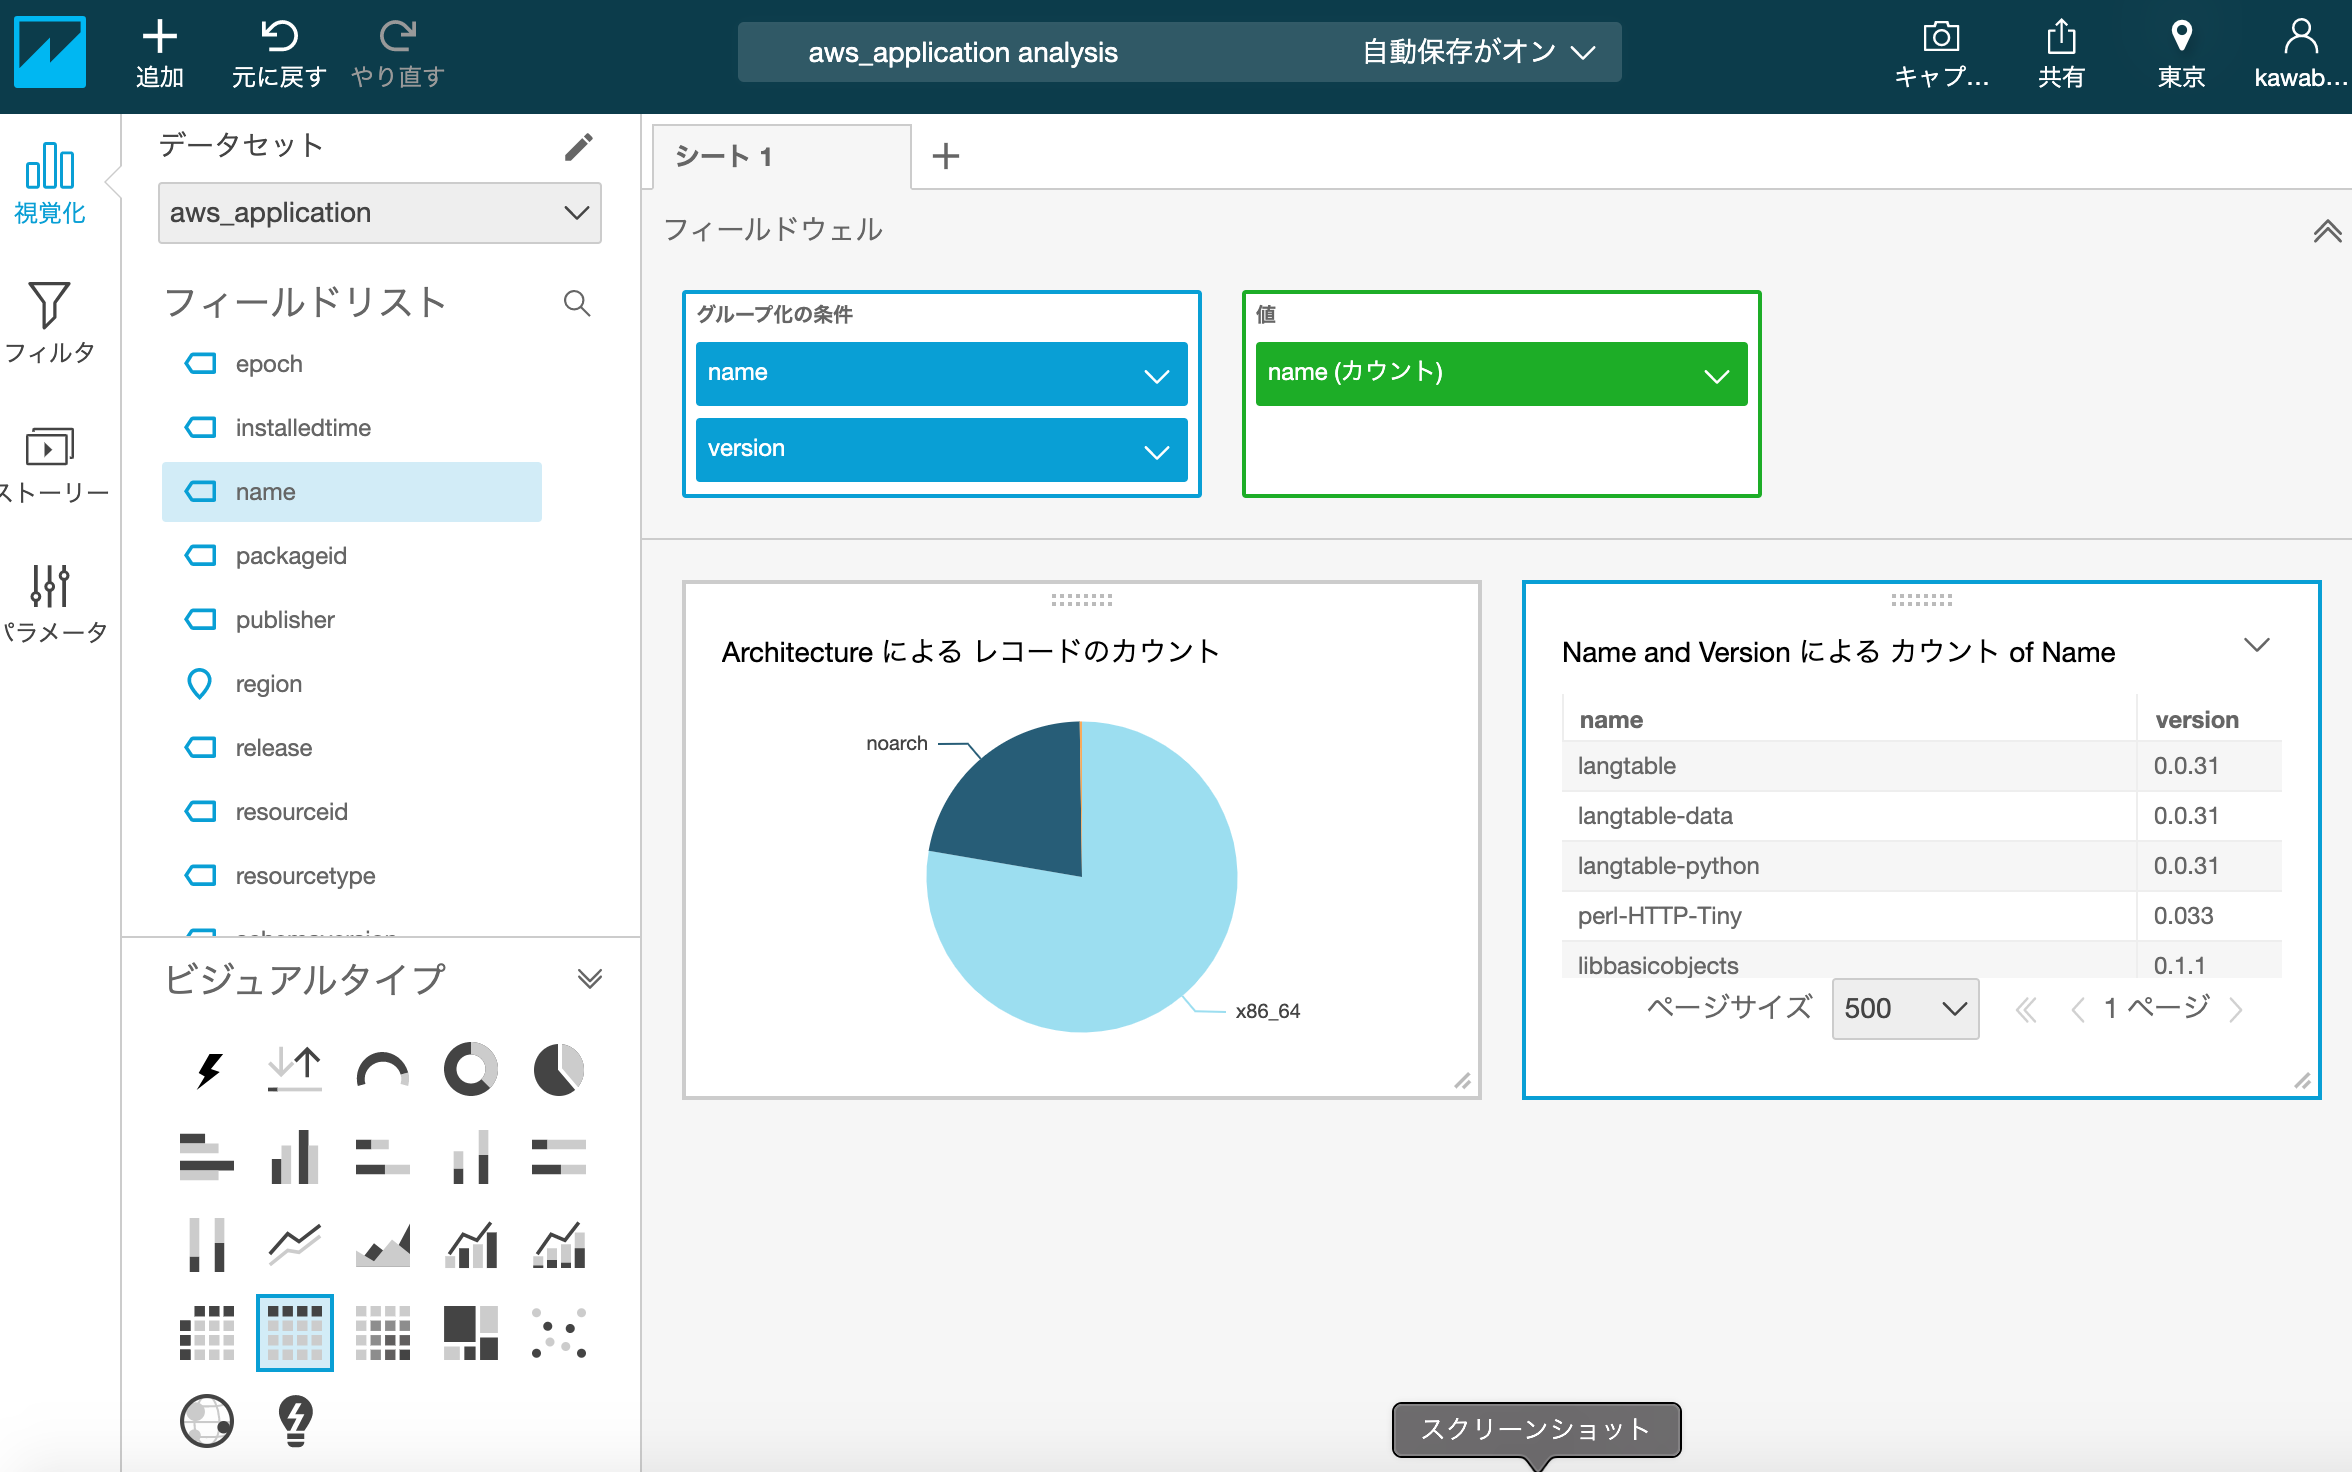 追加
元に戻す
やり直す
aws_application analysis
自動保存がオン
キャプ...
共有
東京
kawab...
視覚化
フィルタ
ストーリー
パラメータ
データセット
aws_application
フィールドリスト
epoch
installedtime
name
packageid
publisher
region
release
resourceid
resourcetype
schemaversion
ビジュアルタイプ
シート 1
フィールドウェル
グループ化の条件
name
version
値
name (カウント)
Architecture による レコードのカウント
noarch
x86_64
Name and Version による カウント of Name
name version
langtable 0.0.31
langtable-data 0.0.31
langtable-python 0.0.31
perl-HTTP-Tiny 0.033
libbasicobjects 0.1.1
ページサイズ 500 1 ページ
スクリーンショット